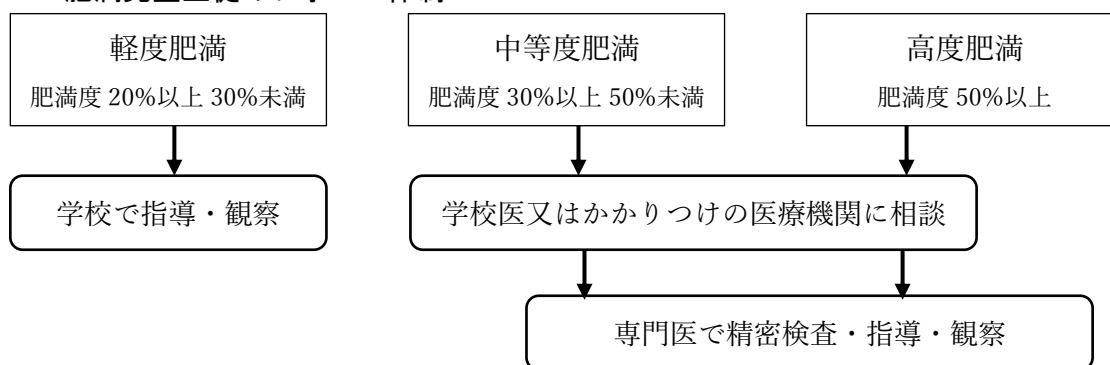 軽度肥満
肥満度 20%以上 30%未満
中等度肥満
肥満度 30%以上 50%未満
高度肥満
肥満度 50%以上
学校で指導・観察
学校医又はかかりつけの医療機関に相談
専門医で精密検査・指導・観察